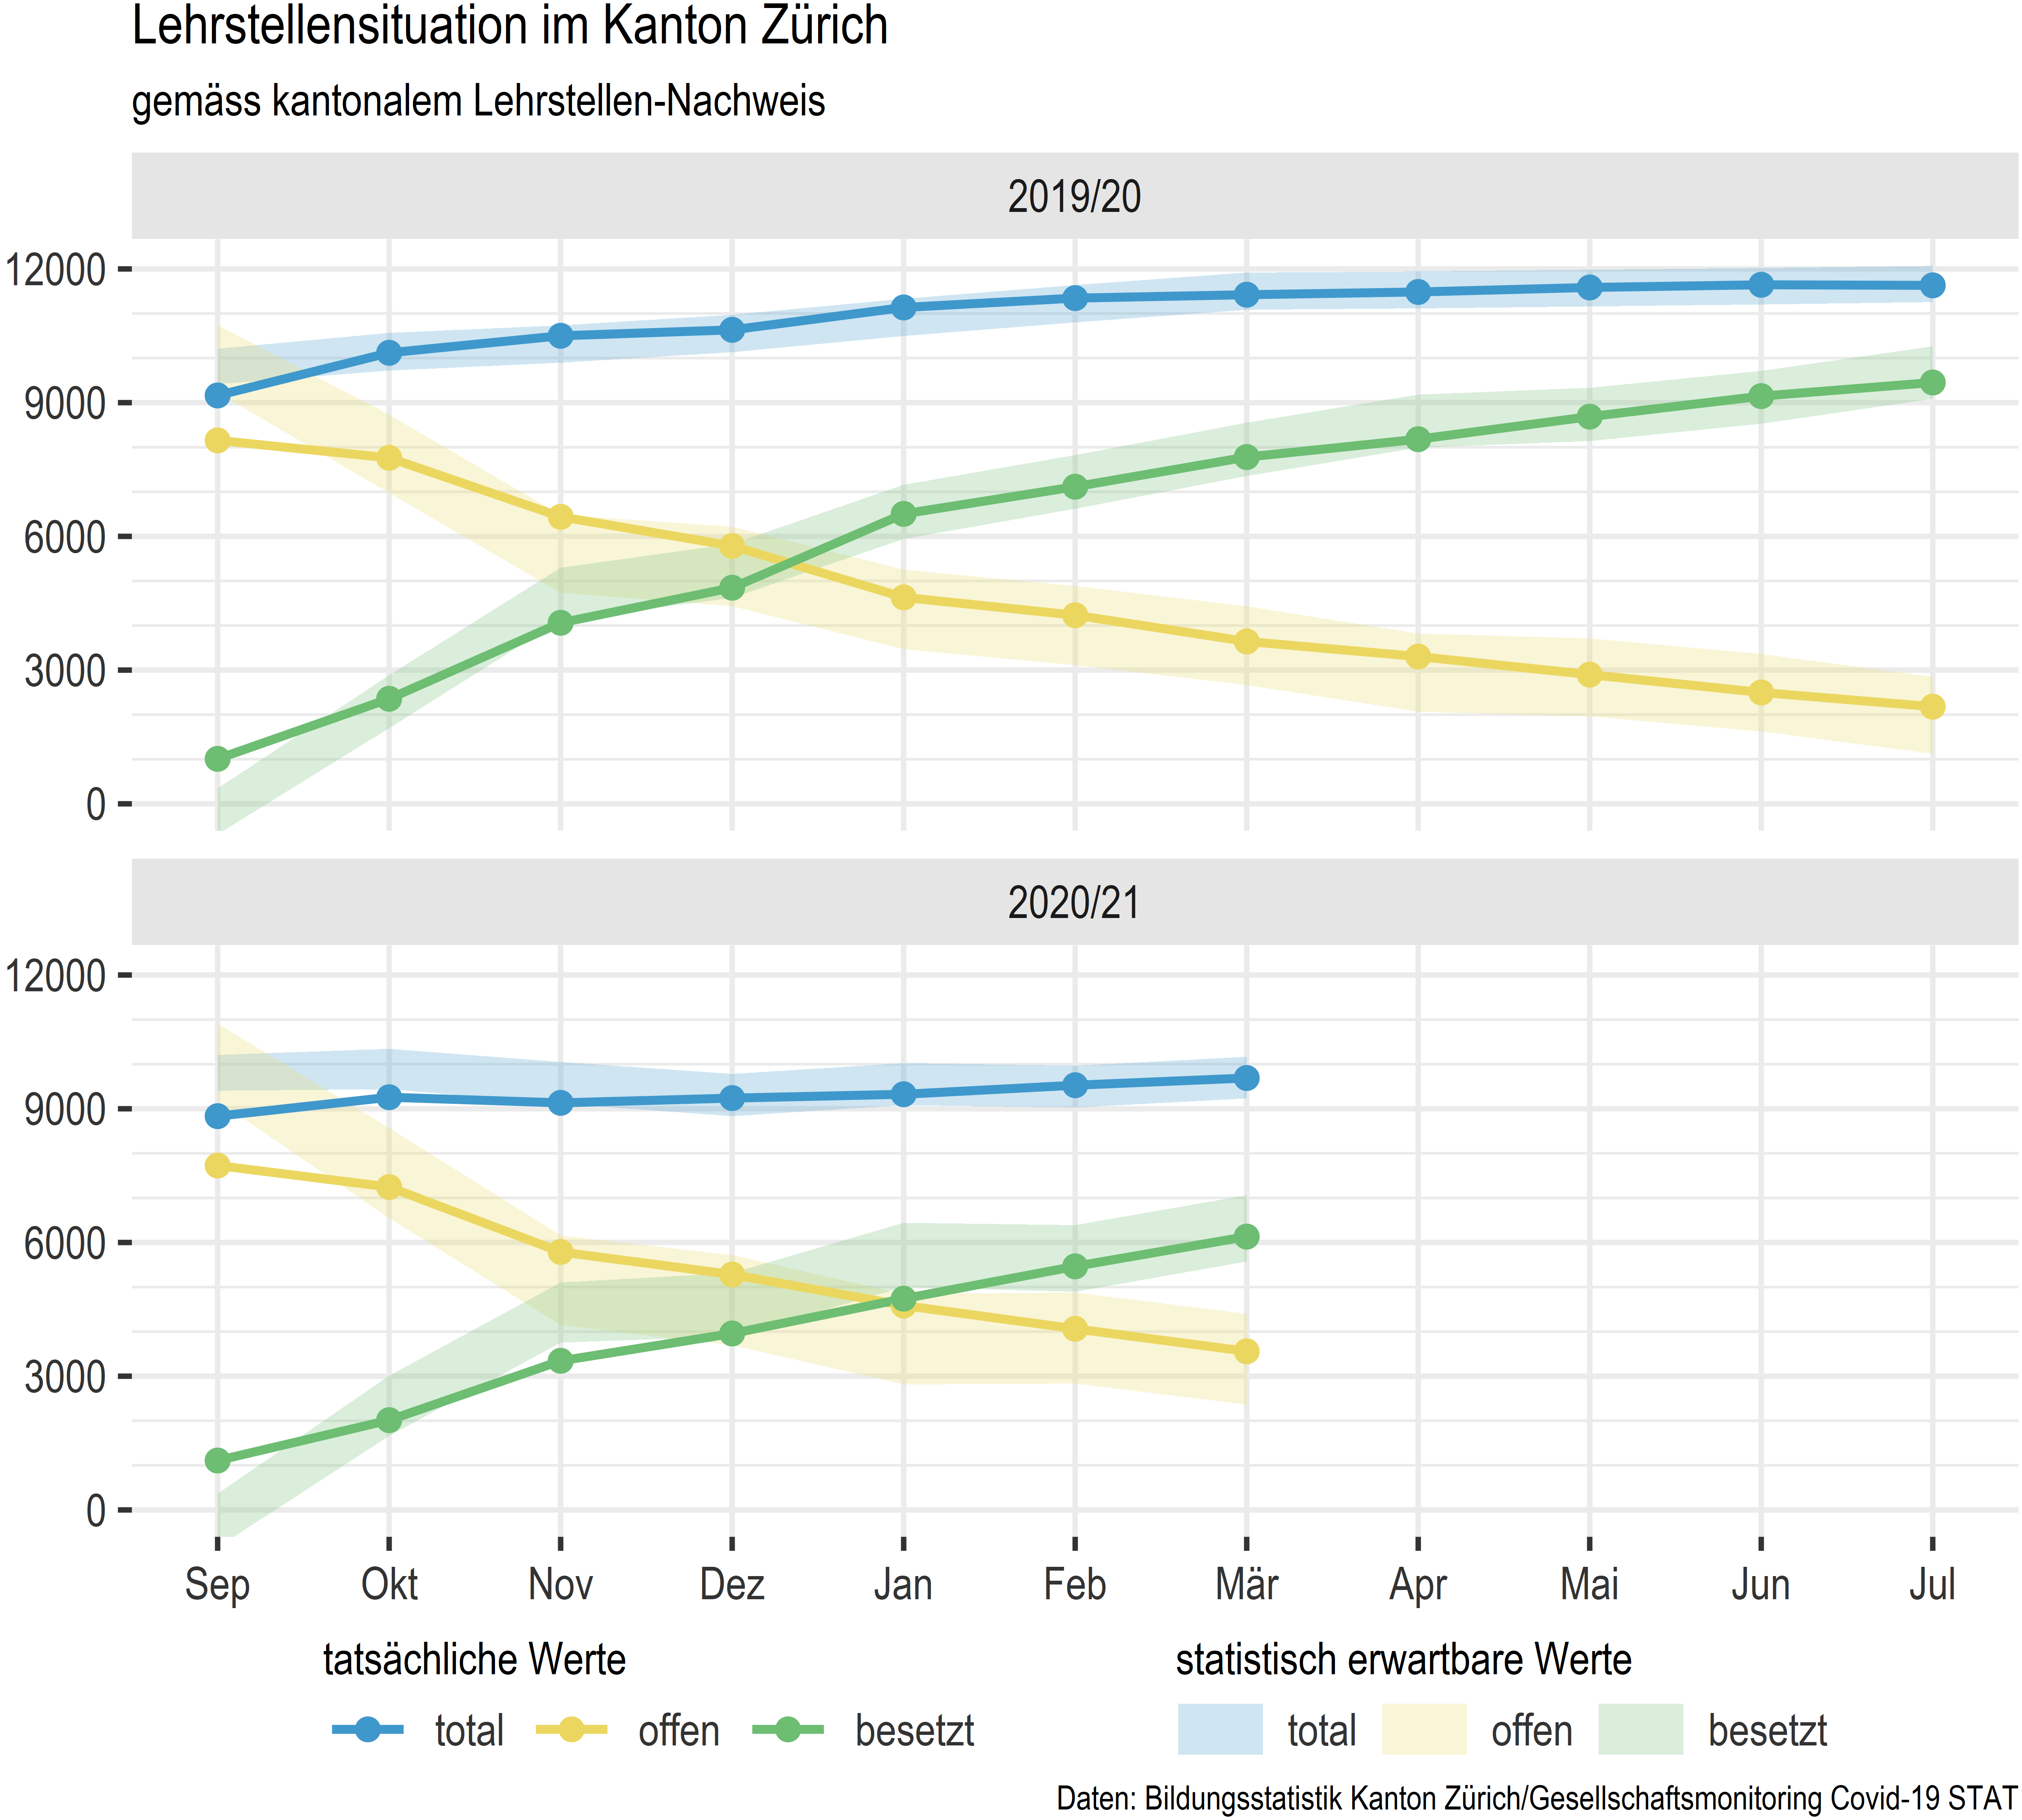 Lehrstellensituation im Kanton Zürich
gemäss kantonalem Lehrstellen-Nachweis
2019/20
12000
9000
6000
3000
0
2020/21
12000
9000
6000
3000
0
Sep Okt Nov Dez Jan Feb Mär Apr Mai Jun Jul
tatsächliche Werte statistisch erwartbare Werte
total offen besetzt total offen besetzt
Daten: Bildungsstatistik Kanton Zürich/Gesellschaftsmonitoring Covid-19 STAT